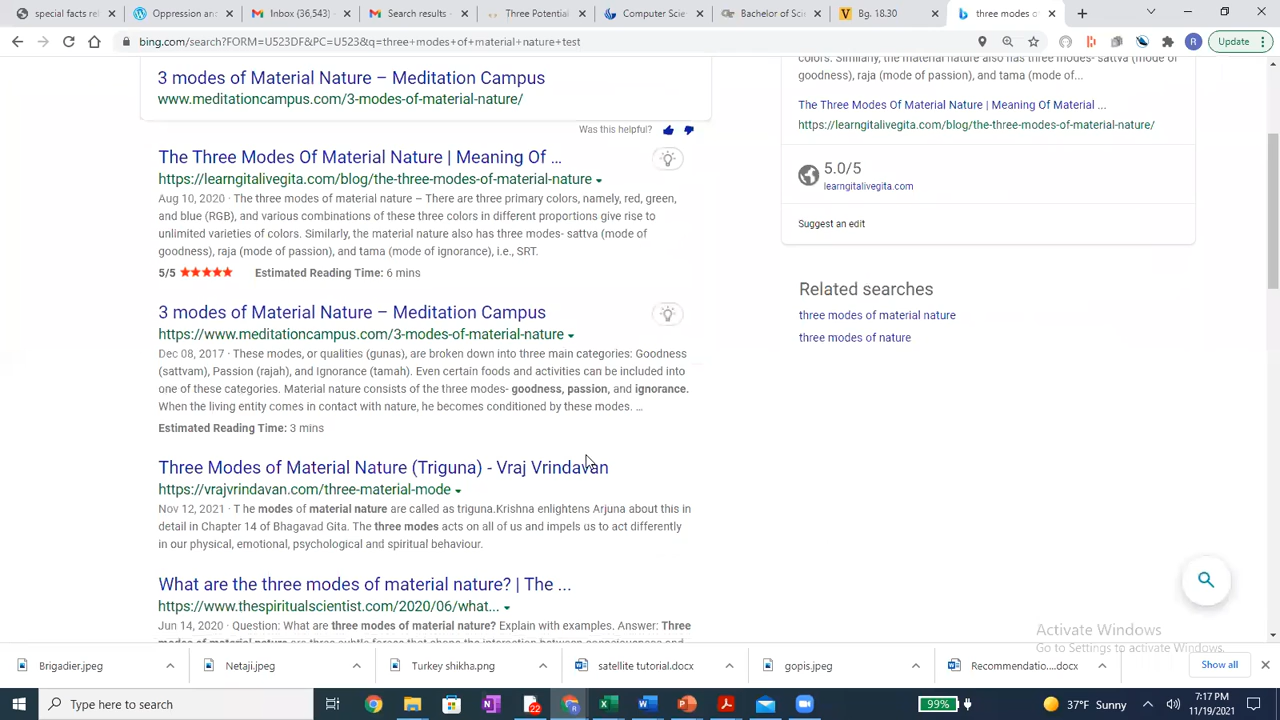 special facts rel
Oppression and
Inbox (36,543)
Search results -
Three Potential
Computer Scie
Bachelor of Sci
Bg. 18.30
three modes o
bing.com/search?FORM=U523DF&PC=U523&q=three+modes+of+material+nature+test
Update
3 modes of Material Nature – Meditation Campus
www.meditationcampus.com/3-modes-of-material-nature/
Was this helpful?
The Three Modes Of Material Nature | Meaning Of ...
https://learngitalivegita.com/blog/the-three-modes-of-material-nature
Aug 10, 2020 · The three modes of material nature – There are three primary colors, namely, red, green,
and blue (RGB), and various combinations of these three colors in different proportions give rise to
unlimited varieties of colors. Similarly, the material nature also has three modes- sattva (mode of
goodness), raja (mode of passion), and tama (mode of ignorance), i.e., SRT.
5/5 Estimated Reading Time: 6 mins
3 modes of Material Nature – Meditation Campus
https://www.meditationcampus.com/3-modes-of-material-nature
Dec 08, 2017 · These modes, or qualities (gunas), are broken down into three main categories: Goodness
(sattvam), Passion (rajah), and Ignorance (tamah). Even certain foods and activities can be included into
one of these categories. Material nature consists of the three modes- goodness, passion, and ignorance.
When the living entity comes in contact with nature, he becomes conditioned by these modes. ...
Estimated Reading Time: 3 mins
Three Modes of Material Nature (Triguna) - Vraj Vrindavan
https://vrajvrindavan.com/three-material-mode
Nov 12, 2021 · T he modes of material nature are called as triguna.Krishna enlightens Arjuna about this in
detail in Chapter 14 of Bhagavad Gita. The three modes acts on all of us and impels us to act differently
in our physical, emotional, psychological and spiritual behaviour.
What are the three modes of material nature? | The ...
https://www.thespiritualscientist.com/2020/06/what...
Jun 14, 2020 · Question: What are three modes of material nature? Explain with examples. Answer: Three
modes of material nature are three subtle forces that shape the interaction between consciousness and
colors. Similarly, the material nature also has three modes- sattva (mode of
goodness), raja (mode of passion), and tama (mode of...
The Three Modes Of Material Nature | Meaning Of Material ...
https://learngitalivegita.com/blog/the-three-modes-of-material-nature/
5.0/5
learngitalivegita.com
Suggest an edit
Related searches
three modes of material nature
three modes of nature
Activate Windows
Go to Settings to activate Windows.
Brigadier.jpeg
Netaji.jpeg
Turkey shikha.png
satellite tutorial.docx
gopis.jpeg
Recommendatio....docx
Show all
Type here to search
22
99%
37°F Sunny
7:17 PM
11/19/2021